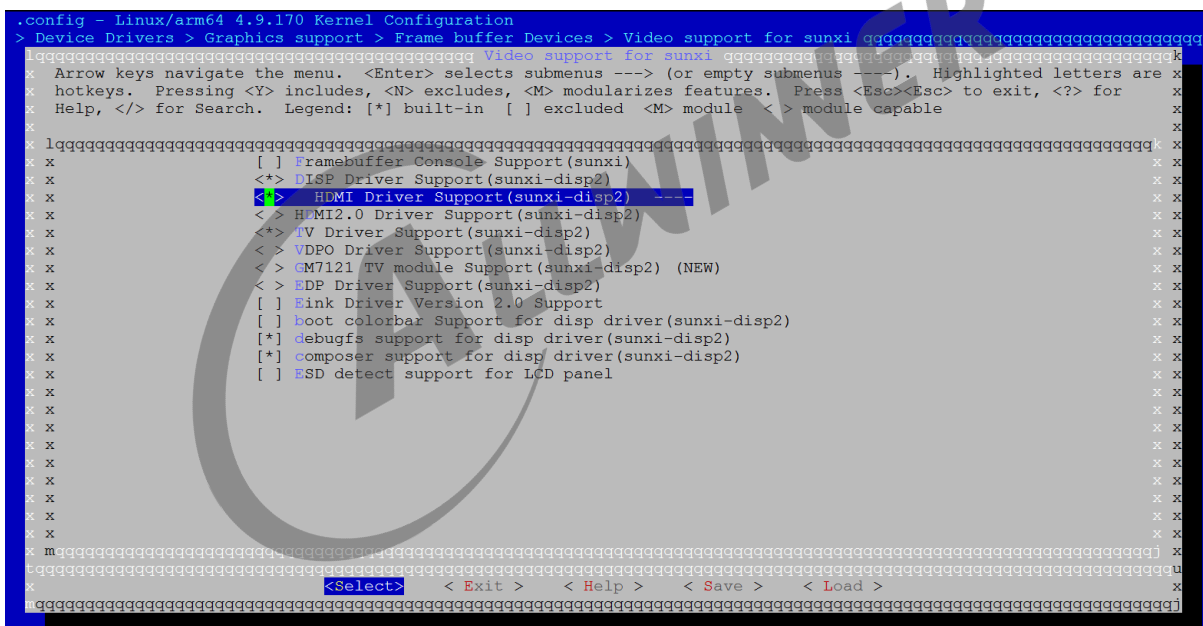 .config - Linux/arm64 4.9.170 Kernel Configuration
> Device Drivers > Graphics support > Frame buffer Devices > Video support for sunxi qqqqqqqqqqqqqqqqqqqqqqqqqqqqqqqqqq
Video support for sunxi
Arrow keys navigate the menu. <Enter> selects submenus ---> (or empty submenus ----). Highlighted letters are
hotkeys. Pressing <Y> includes, <N> excludes, <M> modularizes features. Press <Esc><Esc> to exit, <?> for
Help, </> for Search. Legend: [*] built-in [ ] excluded <M> module < > module capable
[ ] Framebuffer Console Support(sunxi)
<*> DISP Driver Support(sunxi-disp2)
<*> HDMI Driver Support(sunxi-disp2) ----
< > HDMI2.0 Driver Support(sunxi-disp2)
<*> TV Driver Support(sunxi-disp2)
< > VDPO Driver Support(sunxi-disp2)
< > GM7121 TV module Support(sunxi-disp2) (NEW)
< > EDP Driver Support(sunxi-disp2)
[ ] Eink Driver Version 2.0 Support
[ ] boot colorbar Support for disp driver(sunxi-disp2)
[*] debugfs support for disp driver(sunxi-disp2)
[*] composer support for disp driver(sunxi-disp2)
[ ] ESD detect support for LCD panel
<Select> < Exit > < Help > < Save > < Load >
ALLWINNER